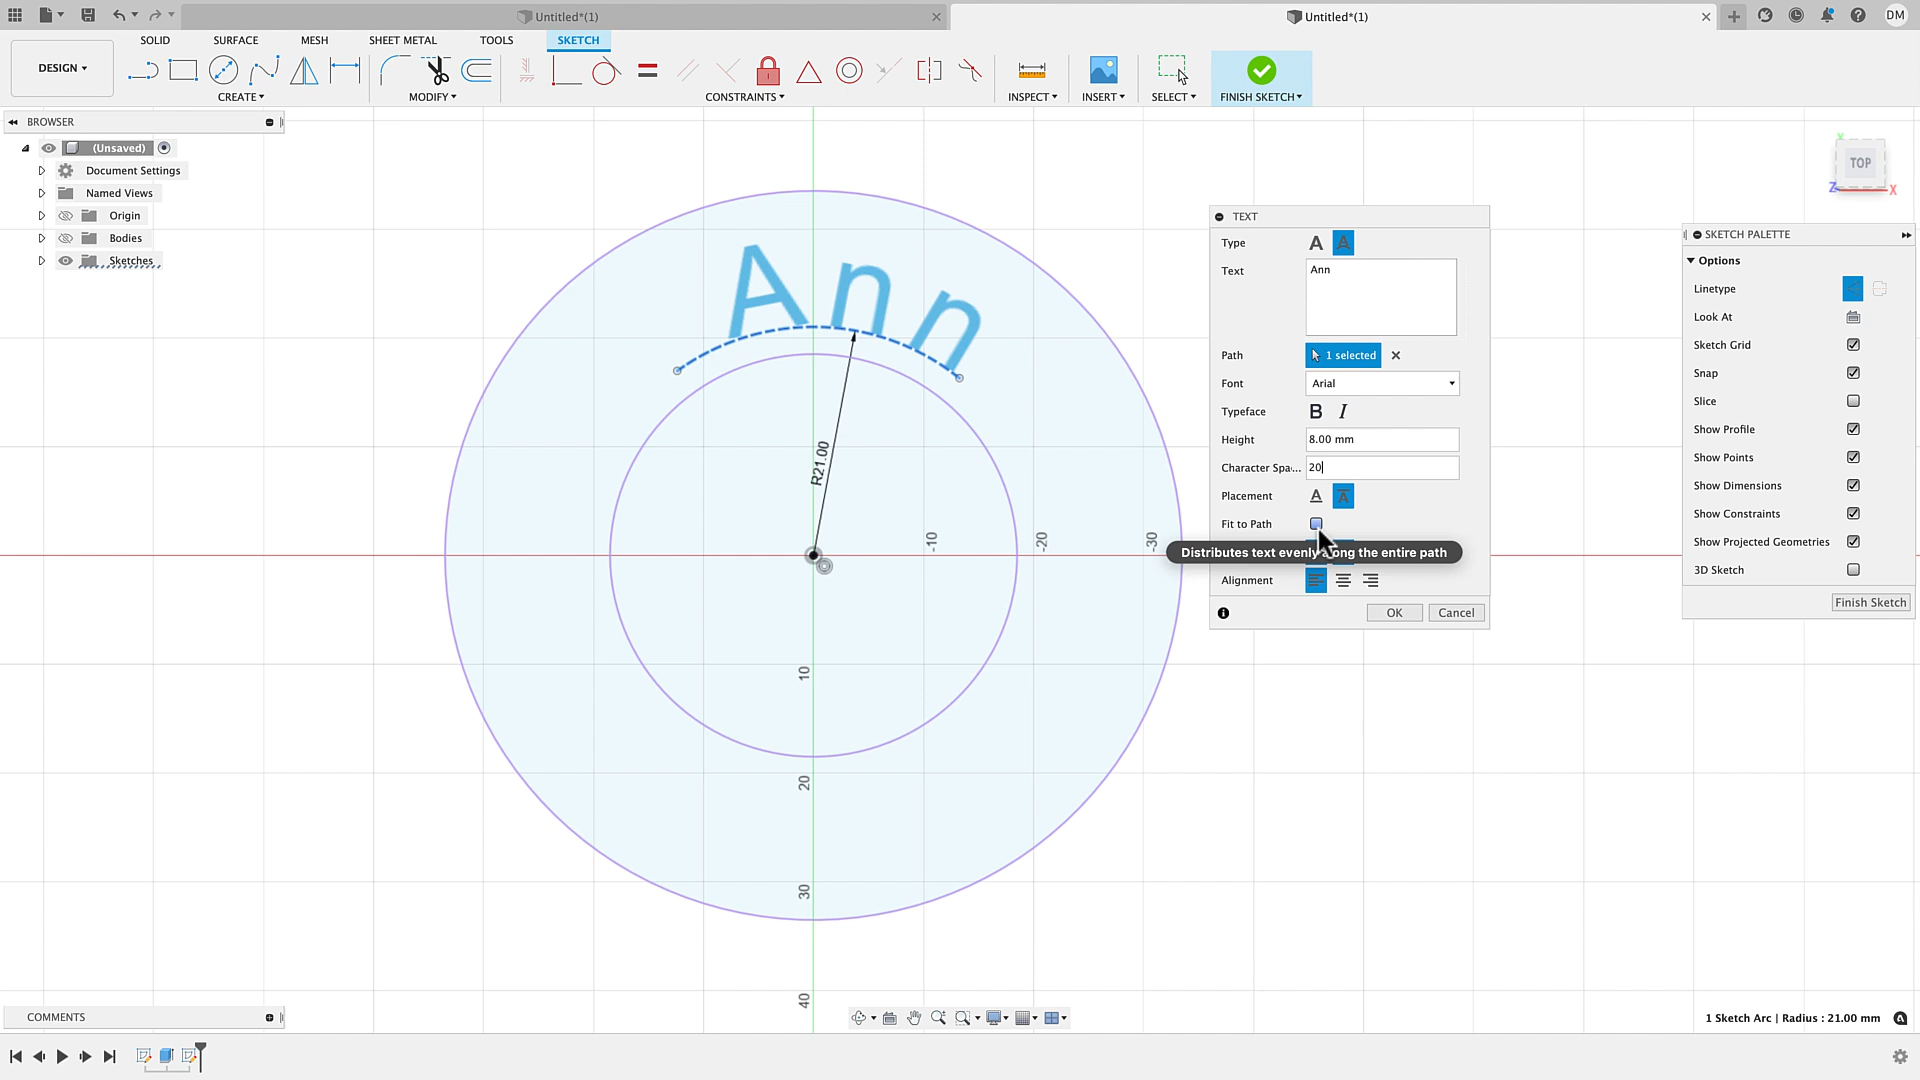 Untitled*(1)
Untitled*(1)
DM
SOLID
SURFACE
MESH
SHEET METAL
TOOLS
SKETCH
DESIGN
CREATE
MODIFY
CONSTRAINTS
INSPECT
INSERT
SELECT
FINISH SKETCH
BROWSER
(Unsaved)
Document Settings
Named Views
Origin
Bodies
Sketches
Ann
R21.00
-10
-20
-30
10
20
30
40
TOP
Y
Z
X
TEXT
Type
A
A
Text
Ann
Path
1 selected
Font
Arial
Typeface
B
I
Height
8.00 mm
Character Spa...
20
Placement
A
A
Fit to Path
Distributes text evenly along the entire path
Alignment
OK
Cancel
SKETCH PALETTE
Options
Linetype
Look At
Sketch Grid
Snap
Slice
Show Profile
Show Points
Show Dimensions
Show Constraints
Show Projected Geometries
3D Sketch
Finish Sketch
COMMENTS
1 Sketch Arc | Radius : 21.00 mm